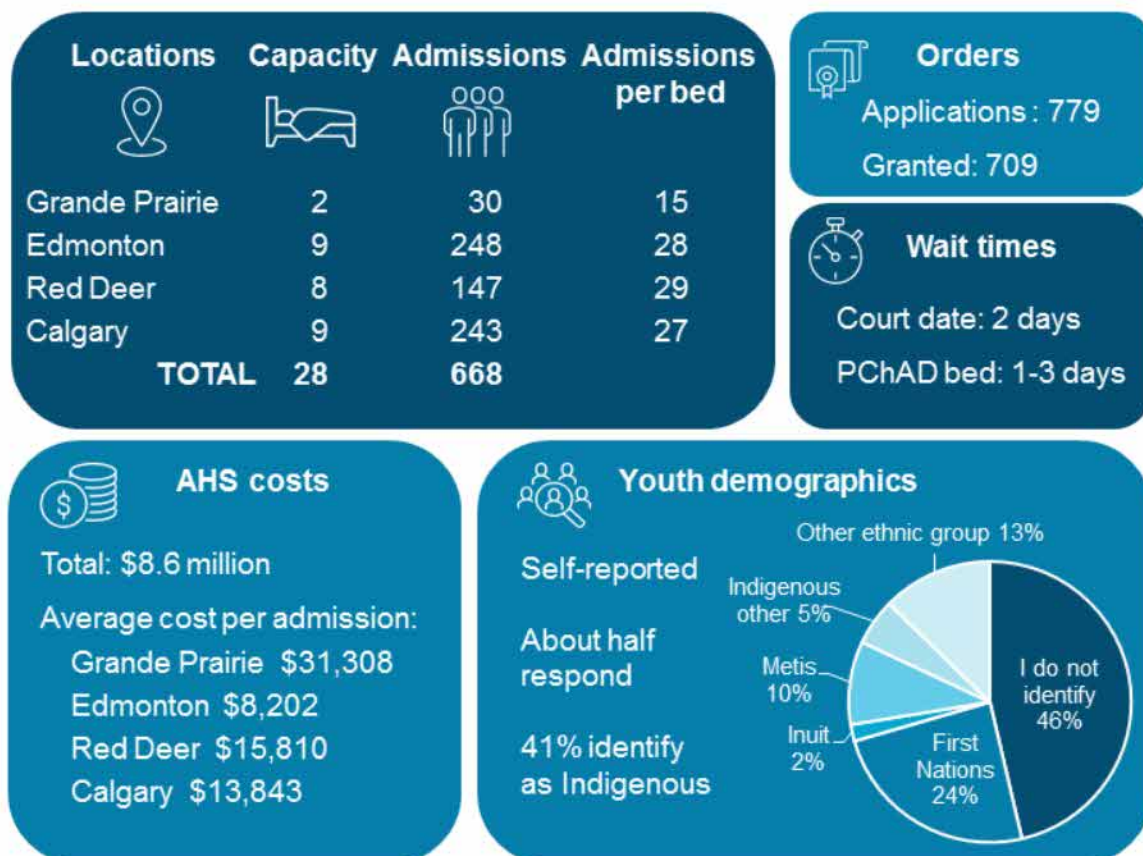 Locations Capacity Admissions Admissions per bed
Grande Prairie 2 30 15
Edmonton 9 248 28
Red Deer 8 147 29
Calgary 9 243 27
TOTAL 28 668
Orders
Applications : 779
Granted: 709
Wait times
Court date: 2 days
PChAD bed: 1-3 days
AHS costs
$
Total: $8.6 million
Average cost per admission:
Grande Prairie $31,308
Edmonton $8,202
Red Deer $15,810
Calgary $13,843
Youth demographics
Self-reported
About half
respond
41% identify
as Indigenous
Other ethnic group 13%
Indigenous
other 5%
Metis
10%
Inuit
2%
First
Nations
24%
I do not
identify
46%